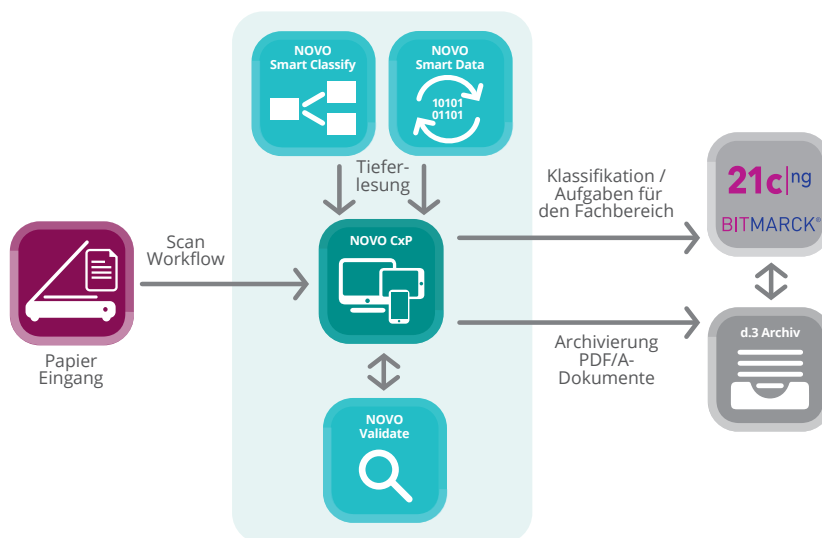 NOVO
Smart Classify
NOVO
Smart Data
10101
01101
Tiefer-
lesung
Klassifikation /
Aufgaben für
den Fachbereich
21c|ng
BITMARCK®
Scan
Workflow
NOVO CxP
Papier
Eingang
Archivierung
PDF/A-
Dokumente
d.3 Archiv
NOVO
Validate